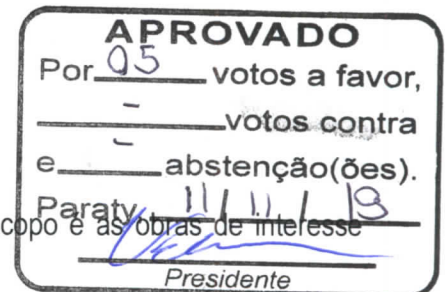 APROVADO
Por 05 votos a favor,
- votos contra
e - abstenção(ões).
Paraty 11 / 11 / 19
copo e as obras de interesse
Presidente